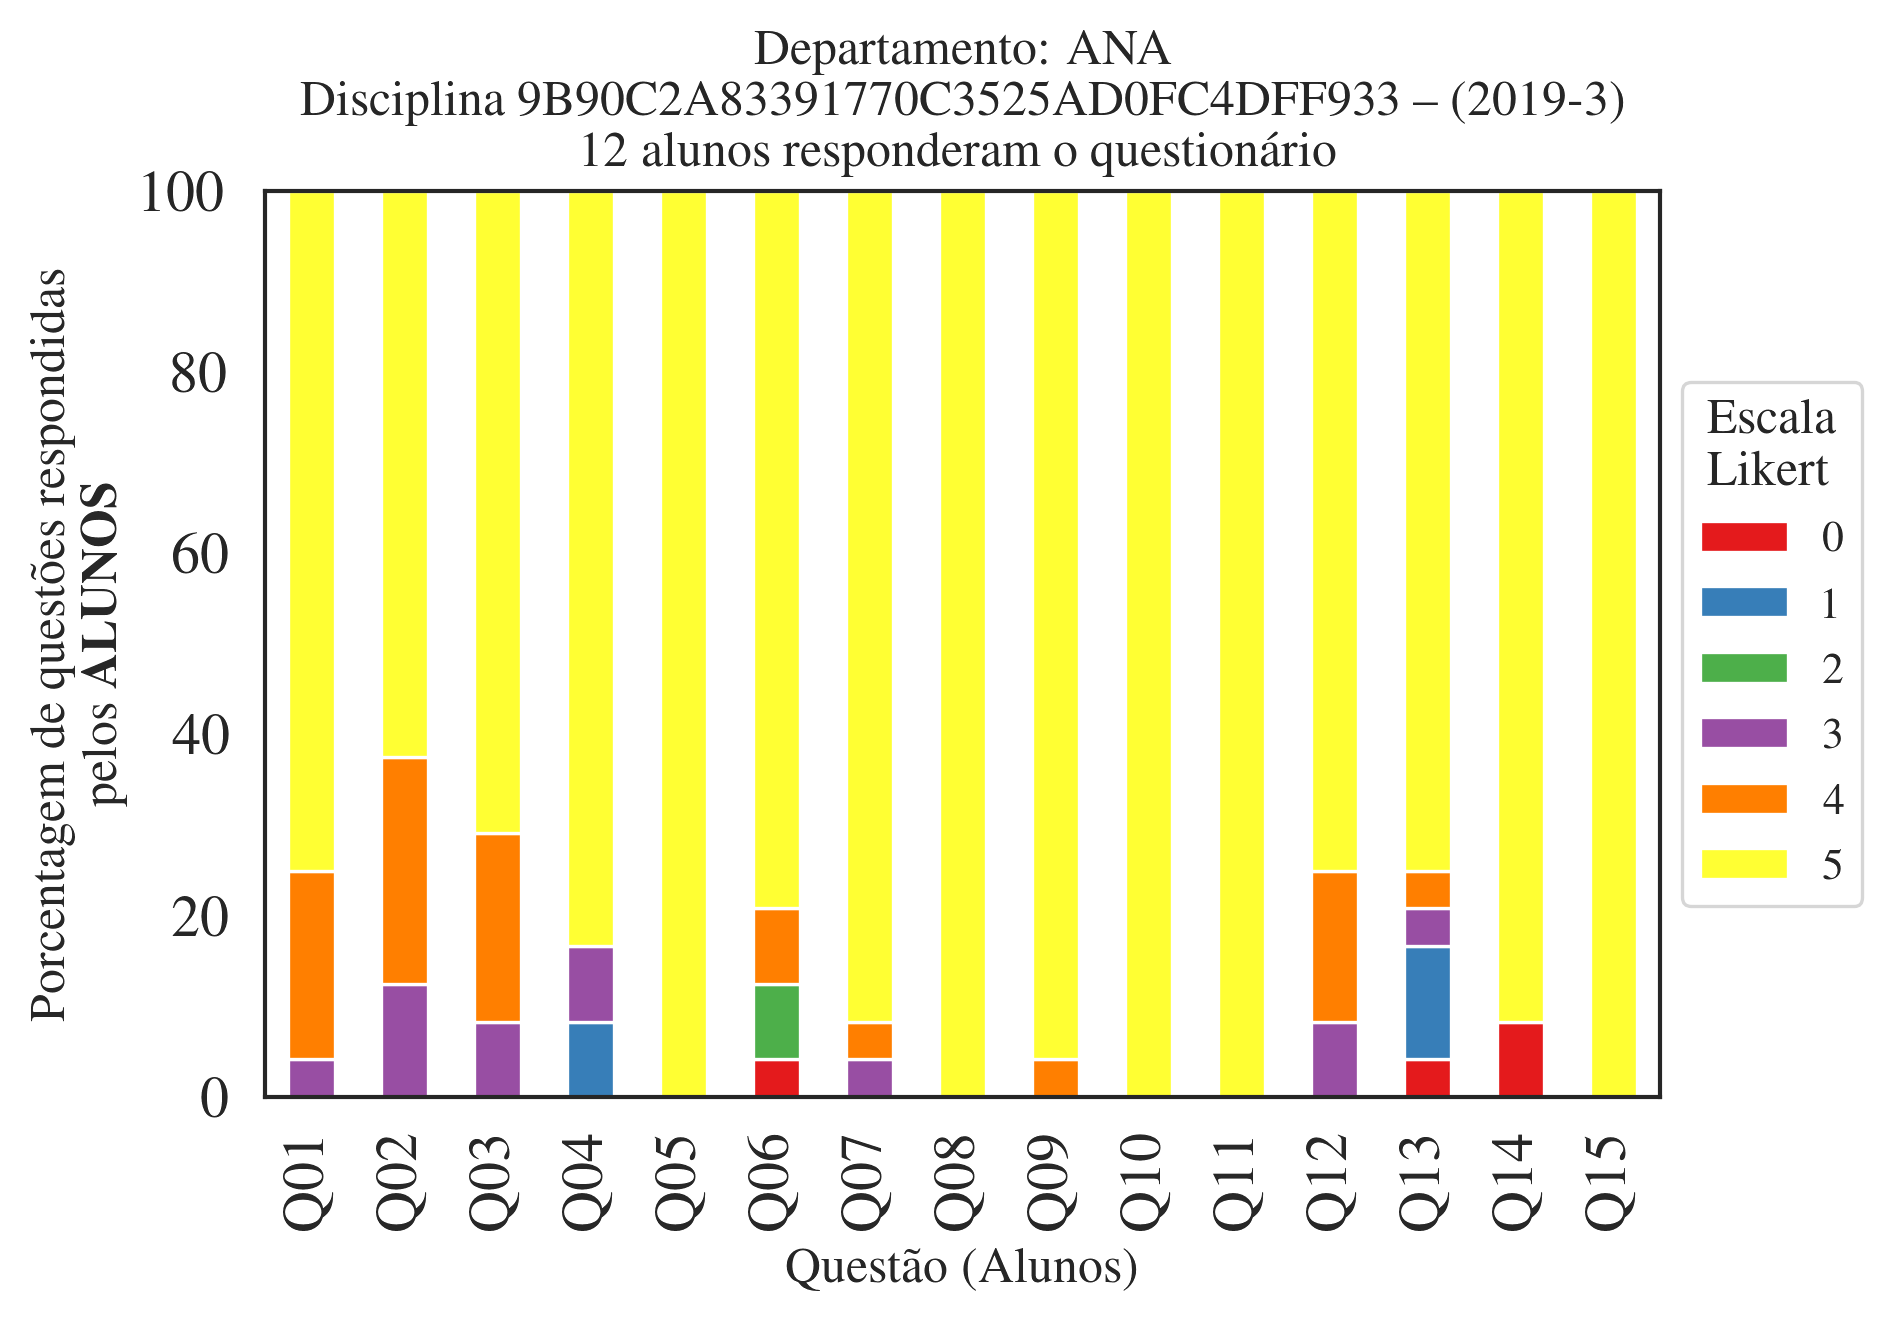 Departamento: ANA
Disciplina 9B90C2A83391770C3525AD0FC4DFF933 – (2019-3)
12 alunos responderam o questionário
Porcentagem de questões respondidas
pelos ALUNOS
100
80
60
40
20
0
Q01
Q02
Q03
Q04
Q05
Q06
Q07
Q08
Q09
Q10
Q11
Q12
Q13
Q14
Q15
Questão (Alunos)
Escala
Likert
0
1
2
3
4
5